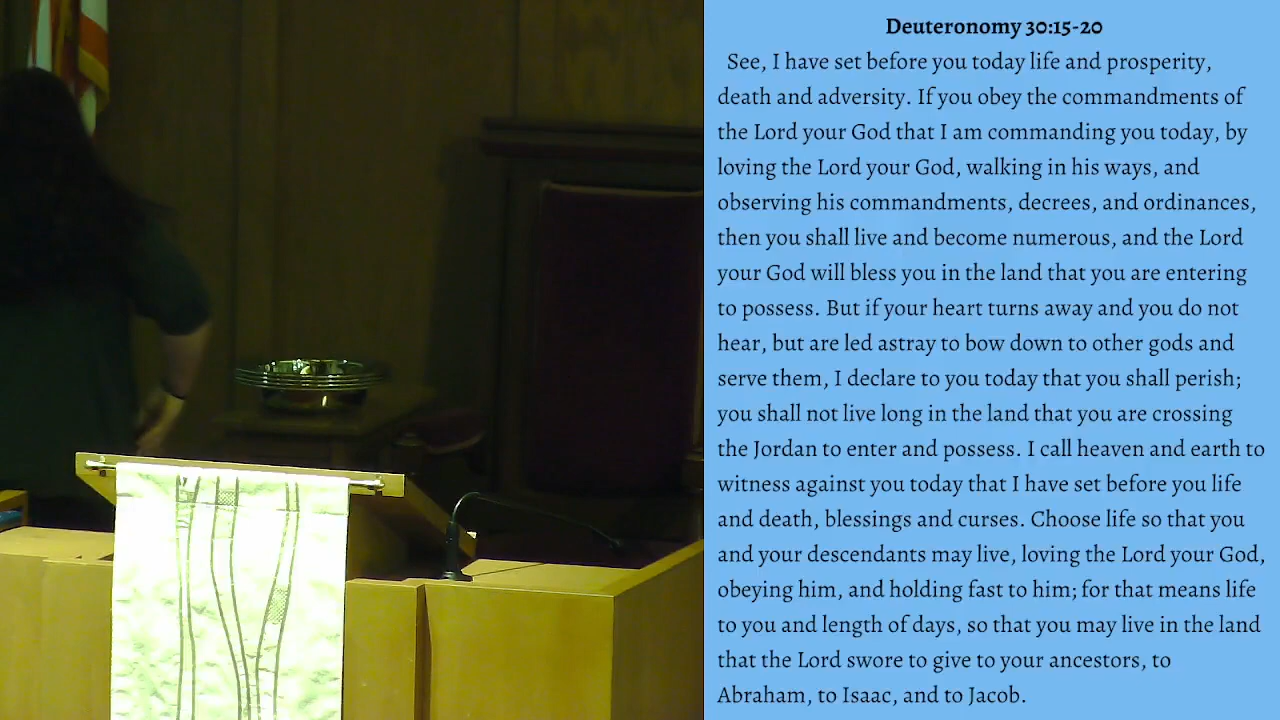 Deuteronomy 30:15-20
See, I have set before you today life and prosperity,
death and adversity. If you obey the commandments of
the Lord your God that I am commanding you today, by
loving the Lord your God, walking in his ways, and
observing his commandments, decrees, and ordinances,
then you shall live and become numerous, and the Lord
your God will bless you in the land that you are entering
to possess. But if your heart turns away and you do not
hear, but are led astray to bow down to other gods and
serve them, I declare to you today that you shall perish;
you shall not live long in the land that you are crossing
the Jordan to enter and possess. I call heaven and earth to
witness against you today that I have set before you life
and death, blessings and curses. Choose life so that you
and your descendants may live, loving the Lord your God,
obeying him, and holding fast to him; for that means life
to you and length of days, so that you may live in the land
that the Lord swore to give to your ancestors, to
Abraham, to Isaac, and to Jacob.